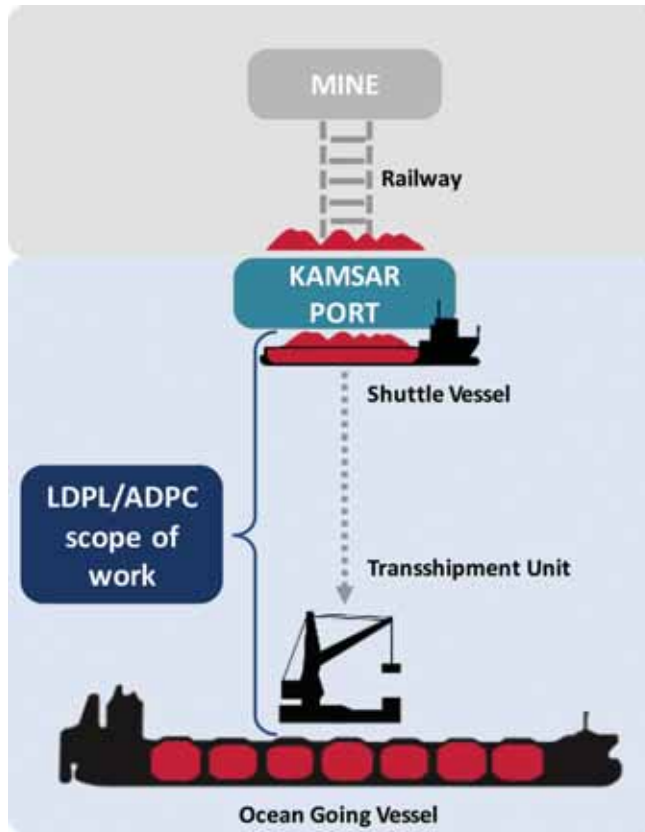 MINE
Railway
KAMSAR
PORT
Shuttle Vessel
LDPL/ADPC
scope of
work
Transshipment Unit
Ocean Going Vessel